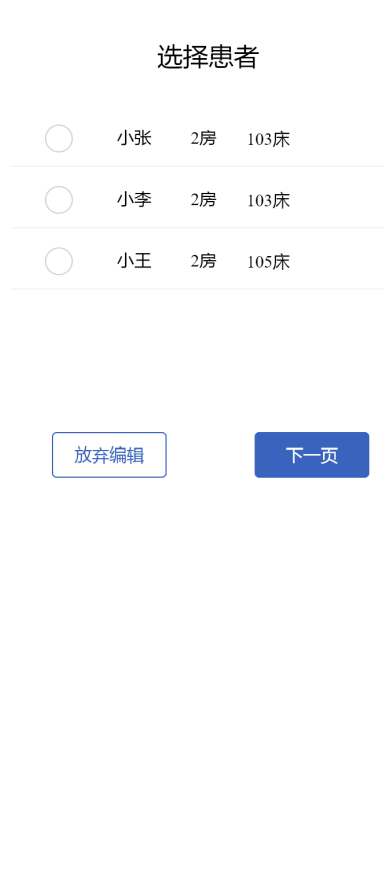 选择患者
小张 2房 103床
小李 2房 103床
小王 2房 105床
放弃编辑 下一页